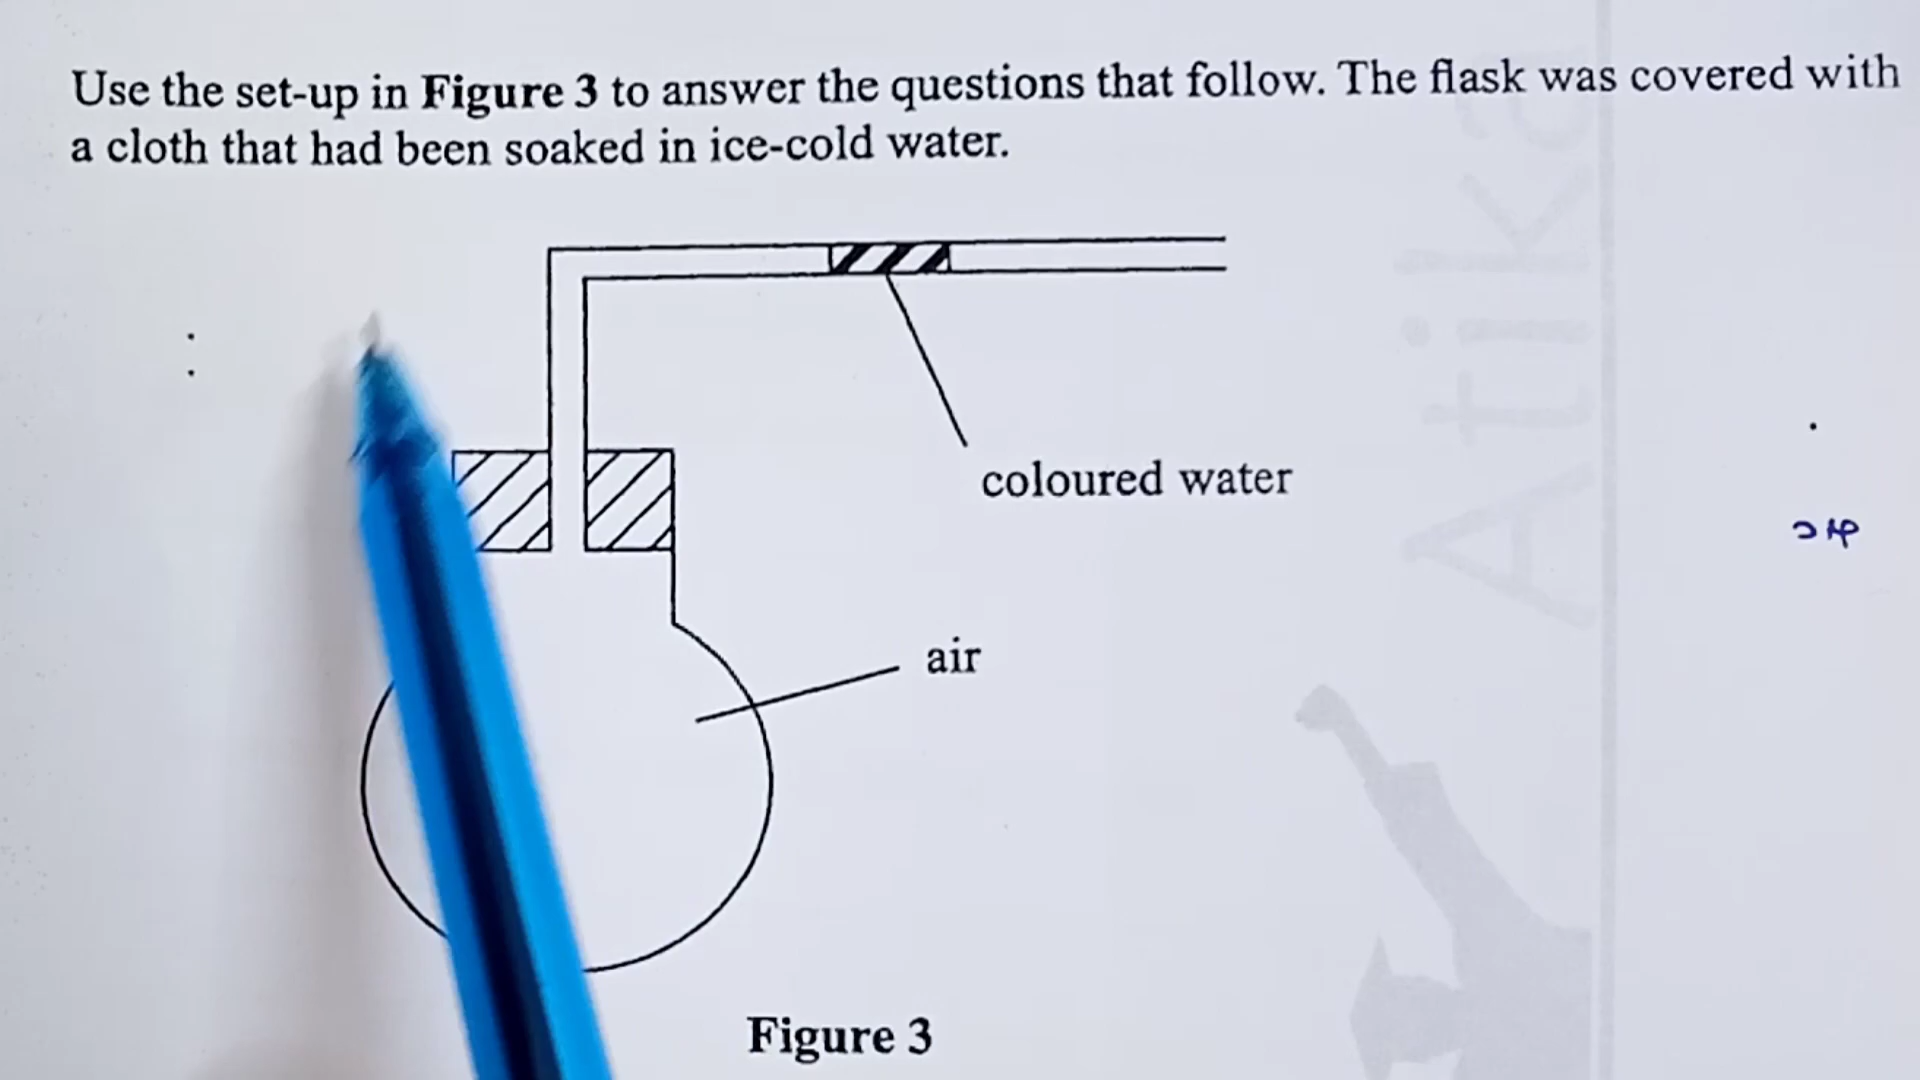 Use the set-up in Figure 3 to answer the questions that follow. The flask was covered with
a cloth that had been soaked in ice-cold water.
coloured water
air
Figure 3
Atika